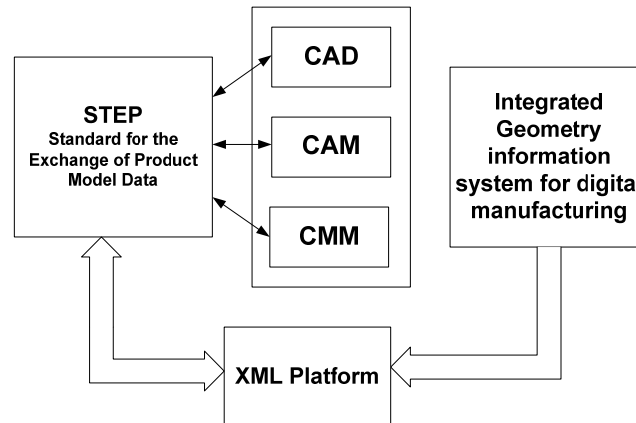 STEP
Standard for the
Exchange of Product
Model Data
CAD
CAM
CMM
Integrated
Geometry
information
system for digital
manufacturing
XML Platform